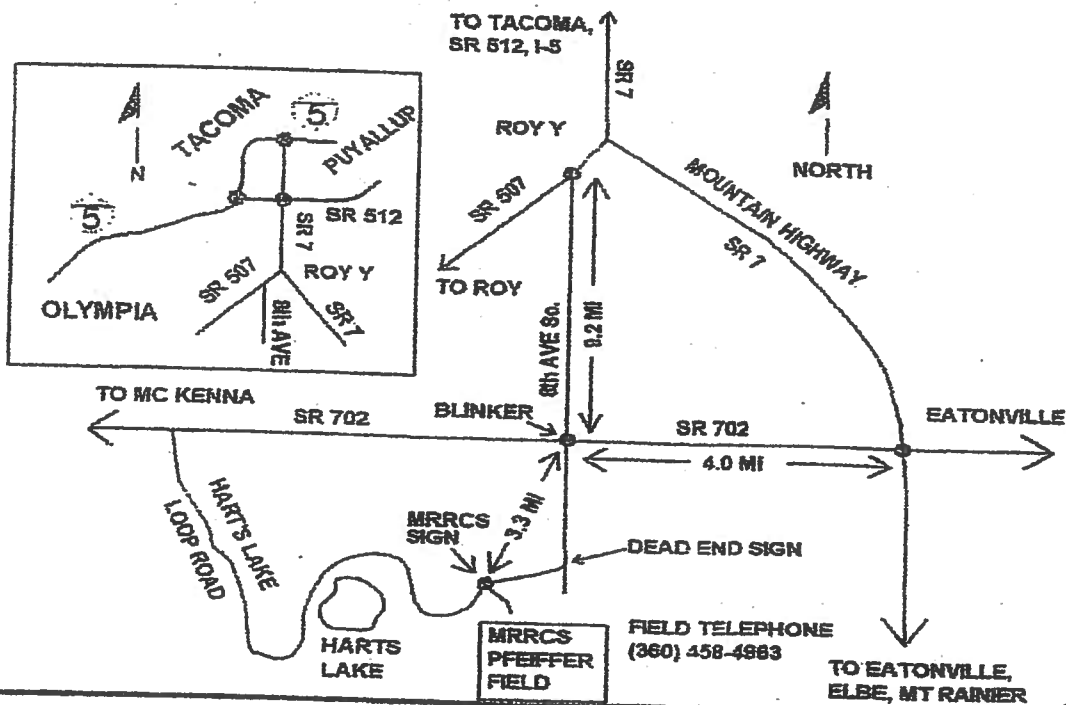 TO TACOMA,
SR 512, I-5
SR 7
ROY Y
NORTH
MOUNTAIN HIGHWAY
SR 7
SR 507
TO ROY
N
TACOMA
5
PUYALLUP
5
SR 512
SR 7
ROY Y
SR 507
8th AVE
SR 7
OLYMPIA
8th AVE So.
8.2 MI
TO MC KENNA
SR 702
BLINKER
SR 702
EATONVILLE
4.0 MI
HART'S LAKE
LOOP ROAD
MRRCS
SIGN
3.3 MI
DEAD END SIGN
HARTS
LAKE
MRRCS
PFEIFFER
FIELD
FIELD TELEPHONE
(360) 458-4983
TO EATONVILLE,
ELBE, MT RAINIER